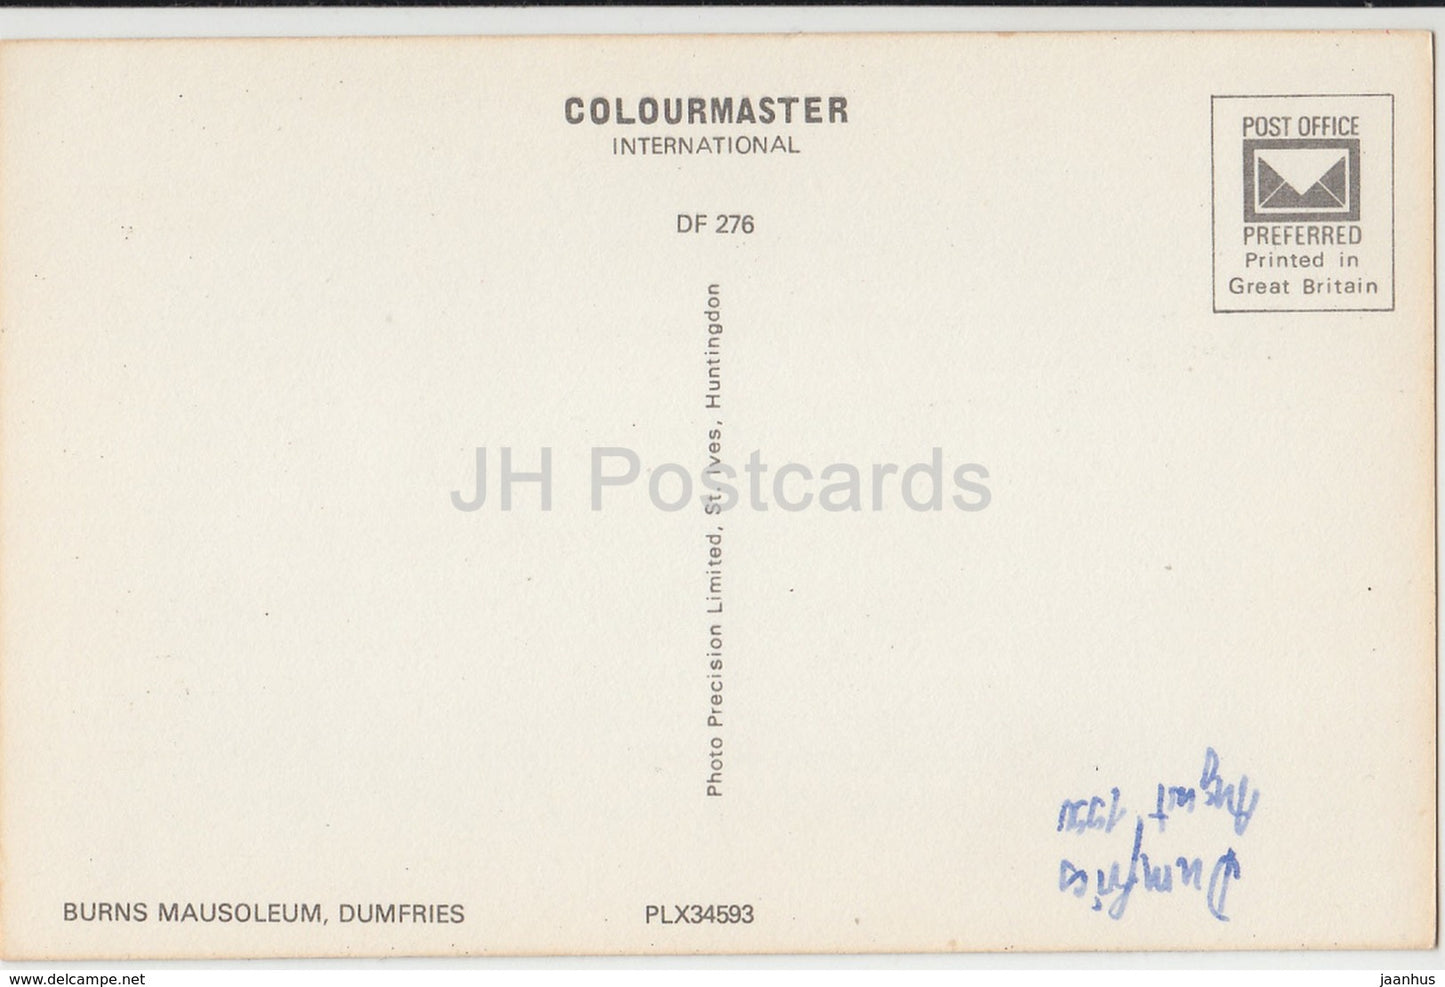 COLOURMASTER
INTERNATIONAL
POST OFFICE
PREFERRED
Printed in
Great Britain
DF 276
Photo Precision Limited, St. Ives, Huntingdon
JH Postcards
Dumfries
August
BURNS MAUSOLEUM, DUMFRIES
PLX34593
delcampe.net
jaanhus